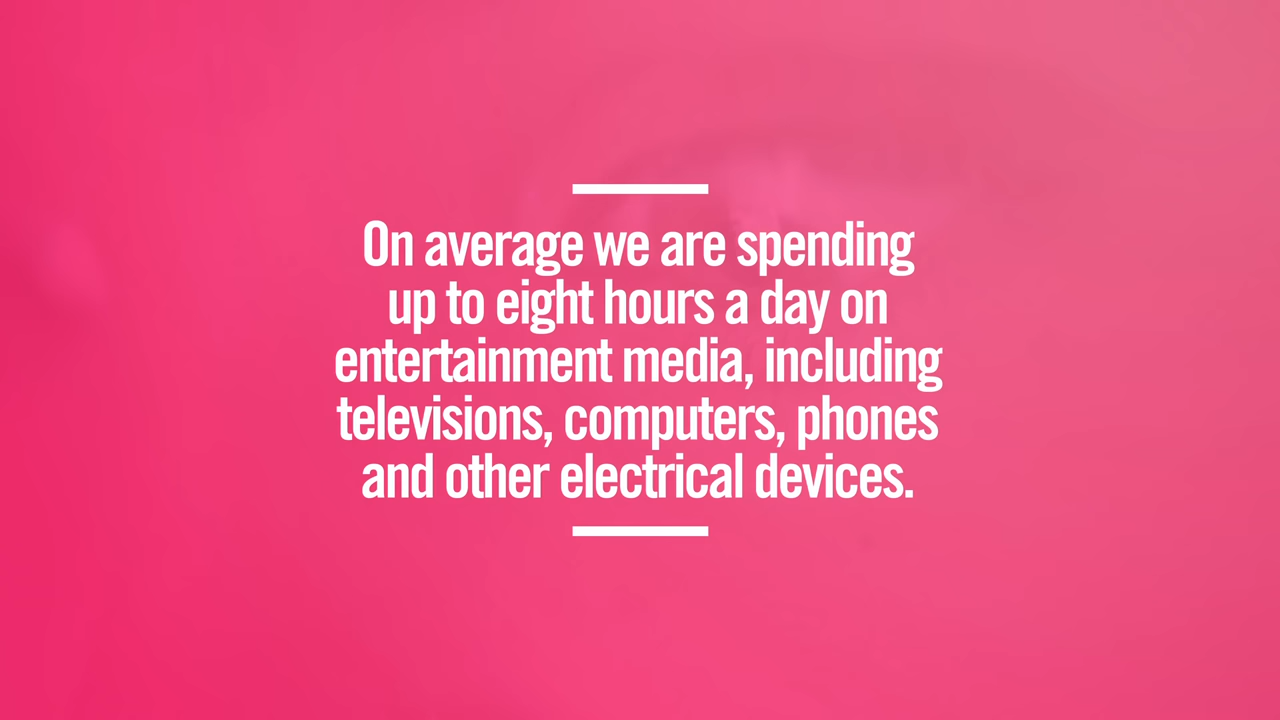 On average we are spending
up to eight hours a day on
entertainment media, including
televisions, computers, phones
and other electrical devices.